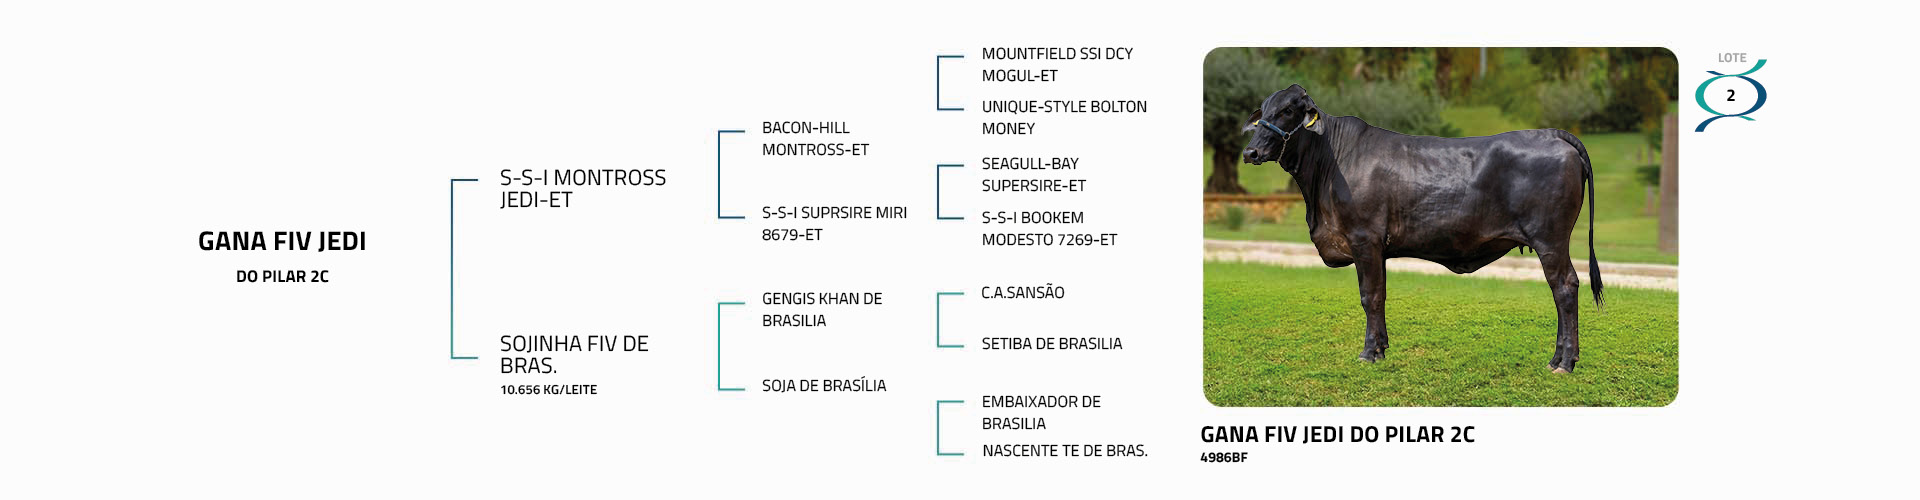 GANA FIV JEDI
DO PILAR 2C
S-S-I MONTROSS
JEDI-ET
SOJINHA FIV DE
BRAS.
10.656 KG/LEITE
BACON-HILL
MONTROSS-ET
S-S-I SUPRSIRE MIRI
8679-ET
GENGIS KHAN DE
BRASILIA
SOJA DE BRASÍLIA
MOUNTFIELD SSI DCY
MOGUL-ET
UNIQUE-STYLE BOLTON
MONEY
SEAGULL-BAY
SUPERSIRE-ET
S-S-I BOOKEM
MODESTO 7269-ET
C.A.SANSÃO
SETIBA DE BRASILIA
EMBAIXADOR DE
BRASILIA
NASCENTE TE DE BRAS.
LOTE
2
GANA FIV JEDI DO PILAR 2C
4986BF